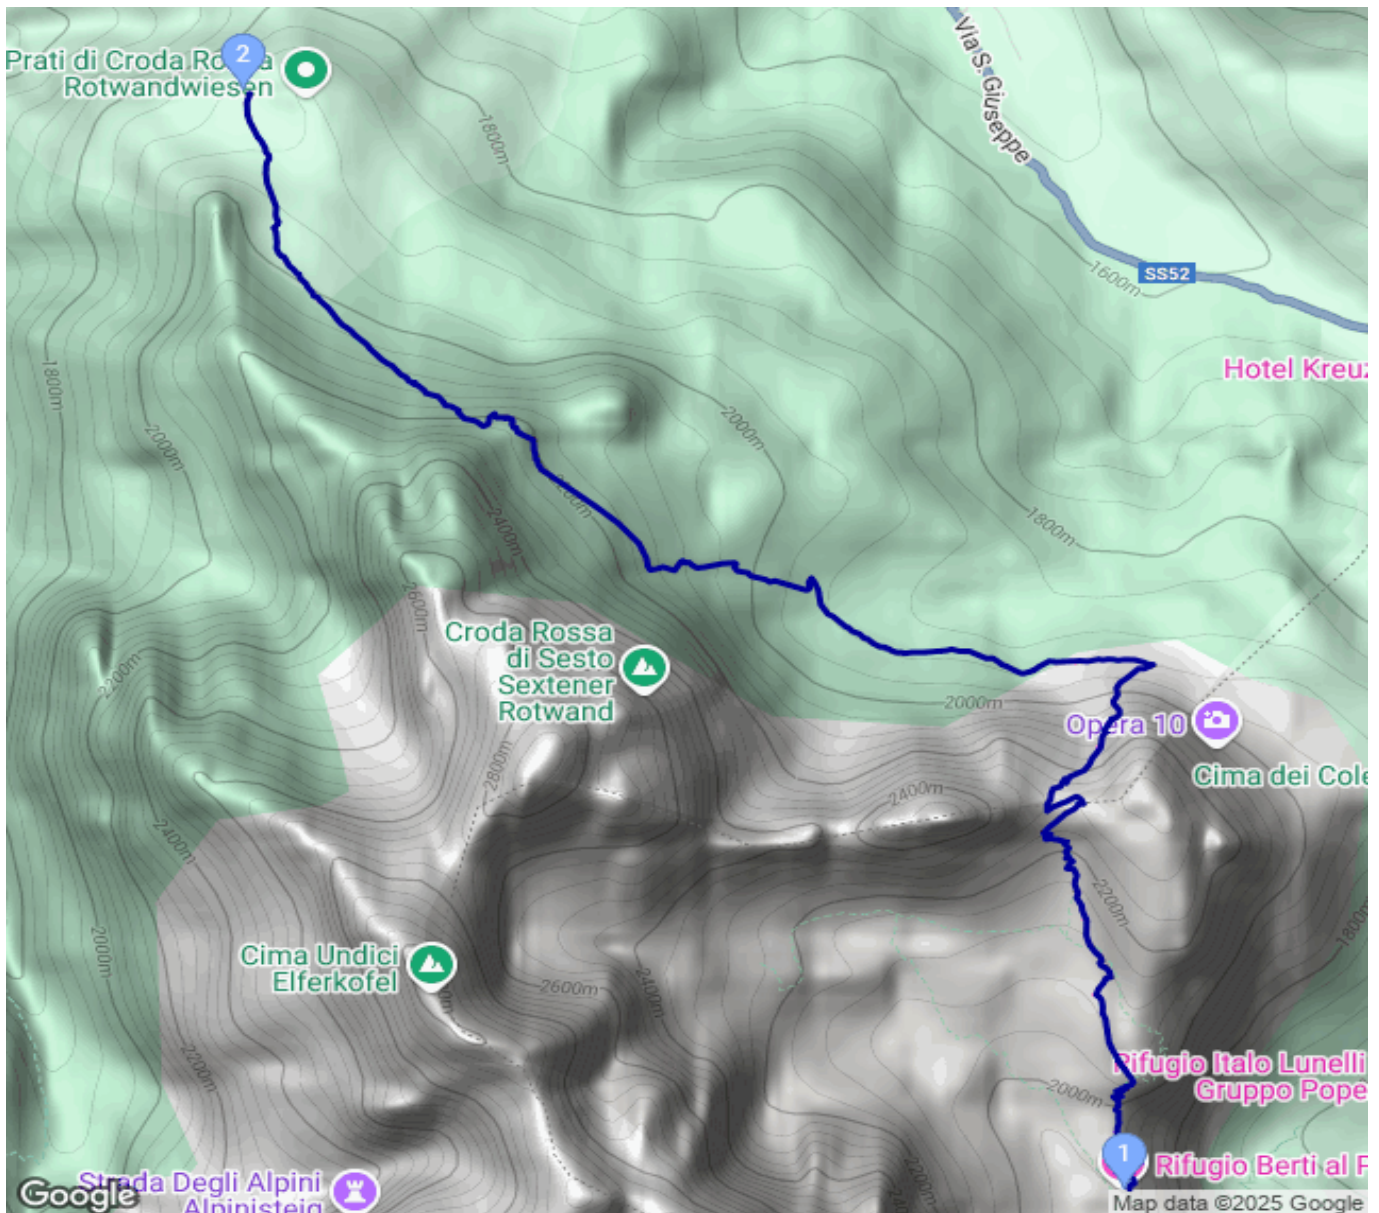 2
Prati di Croda Rossa
Rotwandwiesen
Via S. Giuseppe
1800m
1600m
SS52
Hotel Kreuz
1800m
2000m
2000m
2400m
1800m
2600m
Croda Rossa
di Sesto
Sextener
Rotwand
2200m
2000m
Opera 10
Cima dei Cole
2800m
2400m
2400m
2200m
1800m
2000m
Cima Undici
Elferkofel
2600m
2400m
2200m
Rifugio Italo Lunelli
Gruppo Pope
2000m
1
Rifugio Berti al P
2200m
Strada Degli Alpini
Alpinisteig
Google
Map data ©2025 Google